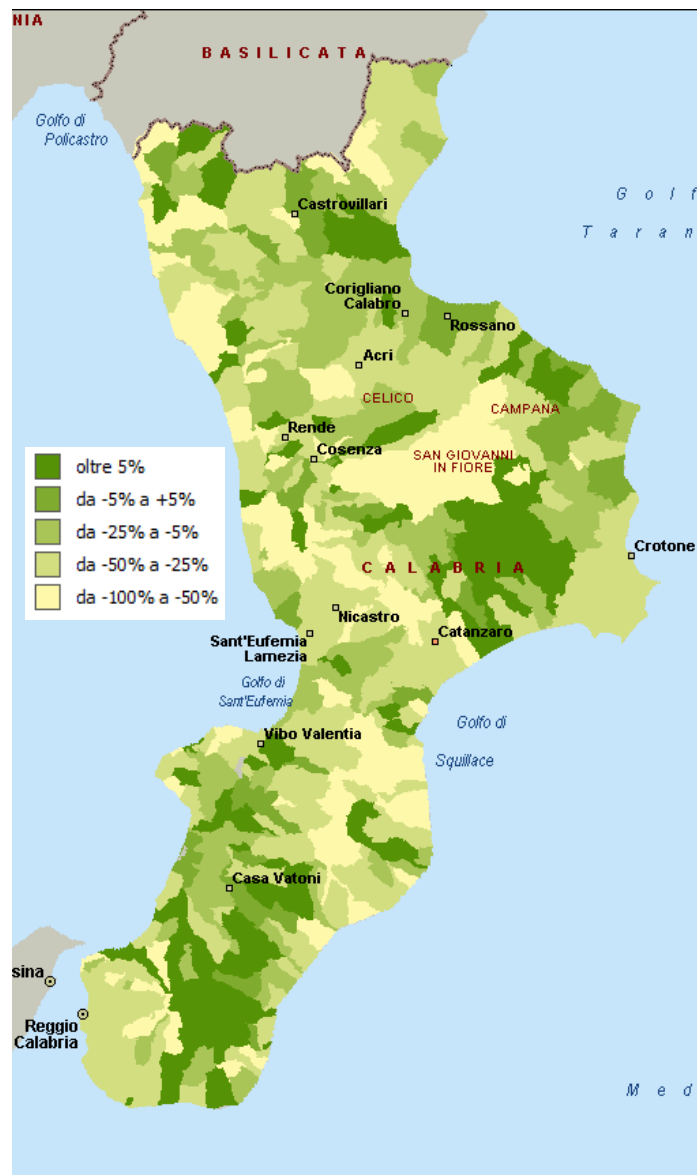 NIA
BASILICATA
Golfo di
Policastro
Castrovillari
G o l f
T a r a n
Corigliano
Calabro
Rossano
Acri
CELICO
CAMPANA
Rende
Cosenza
SAN GIOVANNI
IN FIORE
oltre 5%
da -5% a +5%
da -25% a -5%
da -50% a -25%
da -100% a -50%
Crotone
CALABRIA
Nicastro
Sant'Eufemia
Lamezia
Catanzaro
Golfo di
Sant'Eufemia
Golfo di
Squillace
Vibo Valentia
Casa Vatoni
sina
Reggio
Calabria
M e d